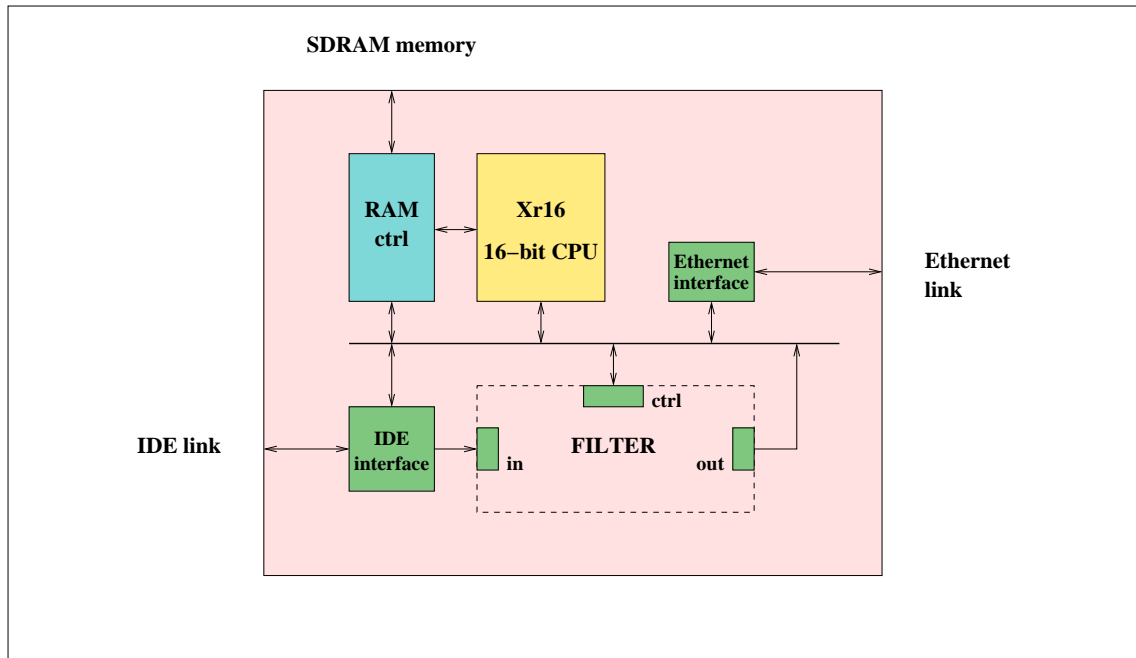 SDRAM memory
RAM
ctrl
Xr16
16−bit CPU
Ethernet
interface
Ethernet
link
ctrl
IDE link
IDE
interface
in
FILTER
out